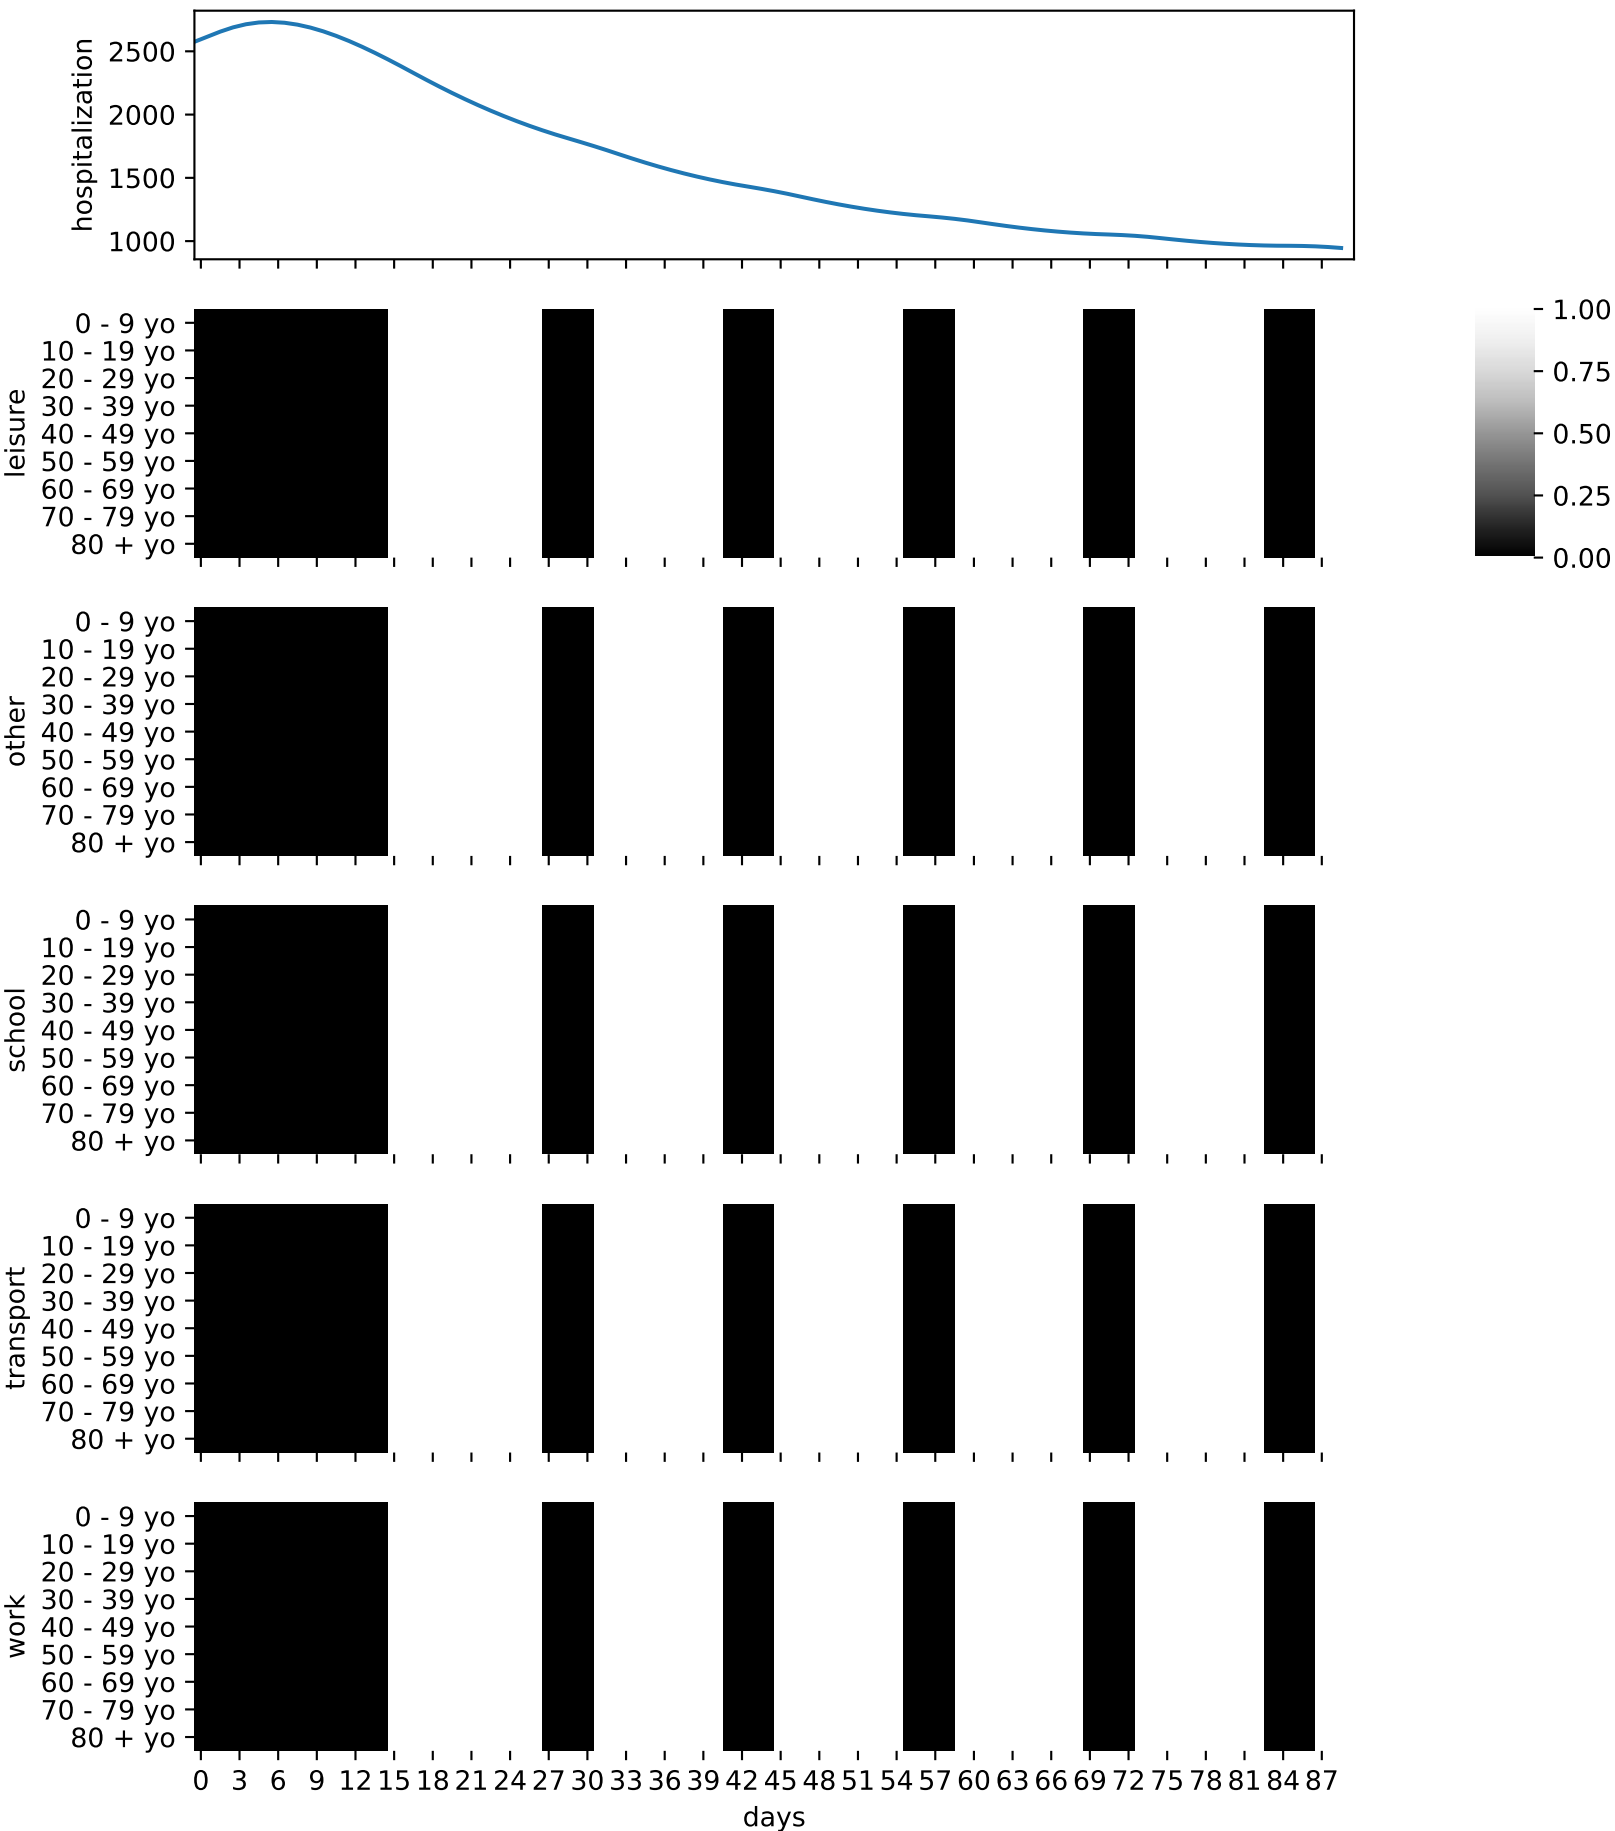 hospitalization
2500
2000
1500
1000
leisure
0 - 9 yo
10 - 19 yo
20 - 29 yo
30 - 39 yo
40 - 49 yo
50 - 59 yo
60 - 69 yo
70 - 79 yo
80 + yo
1.00
0.75
0.50
0.25
0.00
other
0 - 9 yo
10 - 19 yo
20 - 29 yo
30 - 39 yo
40 - 49 yo
50 - 59 yo
60 - 69 yo
70 - 79 yo
80 + yo
school
0 - 9 yo
10 - 19 yo
20 - 29 yo
30 - 39 yo
40 - 49 yo
50 - 59 yo
60 - 69 yo
70 - 79 yo
80 + yo
transport
0 - 9 yo
10 - 19 yo
20 - 29 yo
30 - 39 yo
40 - 49 yo
50 - 59 yo
60 - 69 yo
70 - 79 yo
80 + yo
work
0 - 9 yo
10 - 19 yo
20 - 29 yo
30 - 39 yo
40 - 49 yo
50 - 59 yo
60 - 69 yo
70 - 79 yo
80 + yo
0 3 6 9 12 15 18 21 24 27 30 33 36 39 42 45 48 51 54 57 60 63 66 69 72 75 78 81 84 87
days